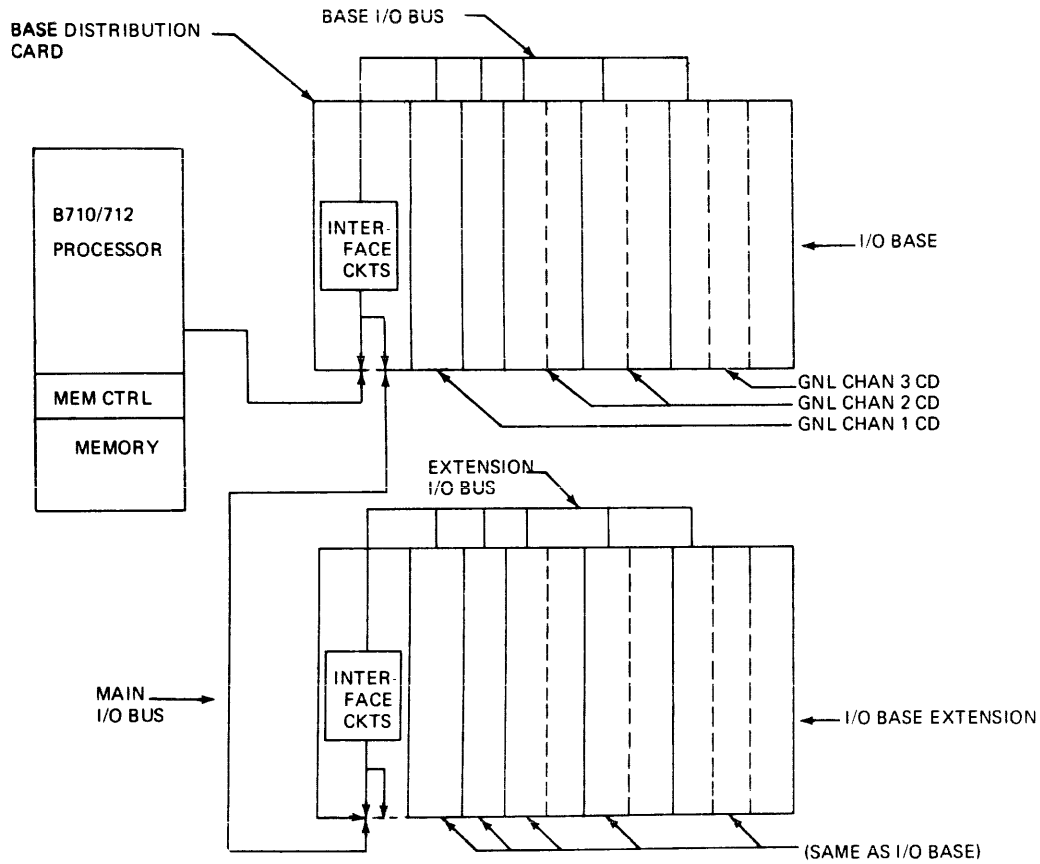 BASE I/O BUS
BASE DISTRIBUTION
CARD
B710/712
PROCESSOR
INTER-
FACE
CKTS
I/O BASE
MEM CTRL
MEMORY
GNL CHAN 3 CD
GNL CHAN 2 CD
GNL CHAN 1 CD
EXTENSION
I/O BUS
INTER-
FACE
CKTS
MAIN
I/O BUS
I/O BASE EXTENSION
(SAME AS I/O BASE)